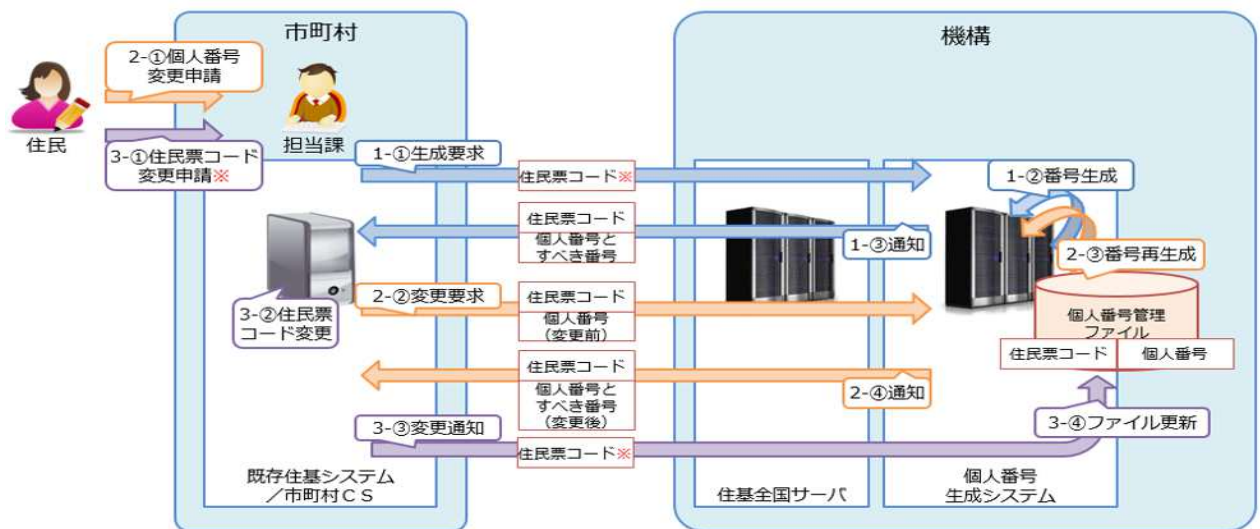 市町村
機構
2-①個人番号
変更申請
住民
担当課
3-①住民票コード
変更申請※
1-①生成要求
住民票コード※
1-②番号生成
住民票コード
個人番号と
すべき番号
1-③通知
2-③番号再生成
2-②変更要求
住民票コード
個人番号
(変更前)
3-②住民票
コード変更
個人番号管理
ファイル
住民票コード
個人番号
住民票コード
個人番号と
すべき番号
(変更後)
2-④通知
3-③変更通知
住民票コード※
3-④ファイル更新
既存住基システム
／市町村ＣＳ
住基全国サーバ
個人番号
生成システム